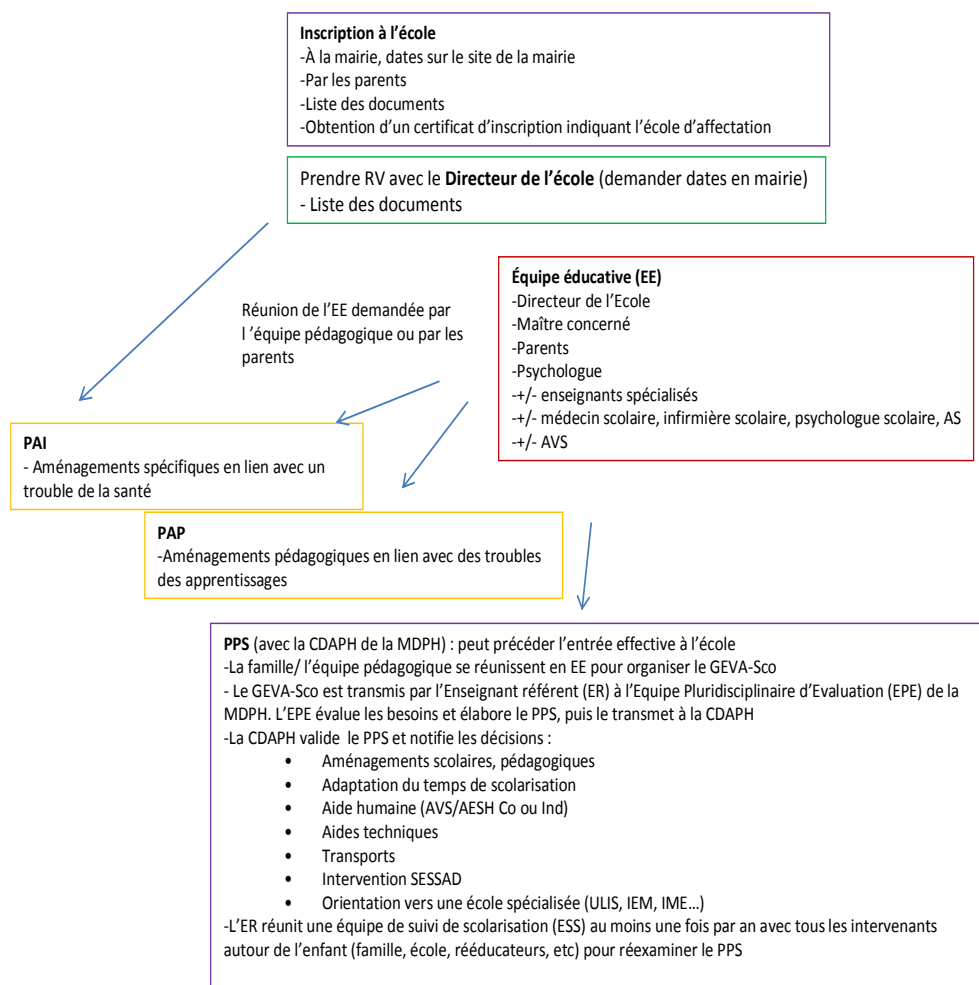 Inscription à l'école
-À la mairie, dates sur le site de la mairie
-Par les parents
-Liste des documents
-Obtention d'un certificat d'inscription indiquant l'école d'affectation
Prendre RV avec le Directeur de l'école (demander dates en mairie)
- Liste des documents
Équipe éducative (EE)
-Directeur de l'Ecole
-Maître concerné
-Parents
-Psychologue
-+/- enseignants spécialisés
-+/- médecin scolaire, infirmière scolaire, psychologue scolaire, AS
-+/- AVS
Réunion de l'EE demandée par
l 'équipe pédagogique ou par les
parents
PAI
- Aménagements spécifiques en lien avec un
trouble de la santé
PAP
-Aménagements pédagogiques en lien avec des troubles
des apprentissages
PPS (avec la CDAPH de la MDPH) : peut précéder l'entrée effective à l'école
-La famille/ l'équipe pédagogique se réunissent en EE pour organiser le GEVA-Sco
- Le GEVA-Sco est transmis par l'Enseignant référent (ER) à l'Equipe Pluridisciplinaire d'Evaluation (EPE) de la
MDPH. L'EPE évalue les besoins et élabore le PPS, puis le transmet à la CDAPH
-La CDAPH valide le PPS et notifie les décisions :
• Aménagements scolaires, pédagogiques
• Adaptation du temps de scolarisation
• Aide humaine (AVS/AESH Co ou Ind)
• Aides techniques
• Transports
• Intervention SESSAD
• Orientation vers une école spécialisée (ULIS, IEM, IME…)
-L'ER réunit une équipe de suivi de scolarisation (ESS) au moins une fois par an avec tous les intervenants
autour de l'enfant (famille, école, rééducateurs, etc) pour réexaminer le PPS